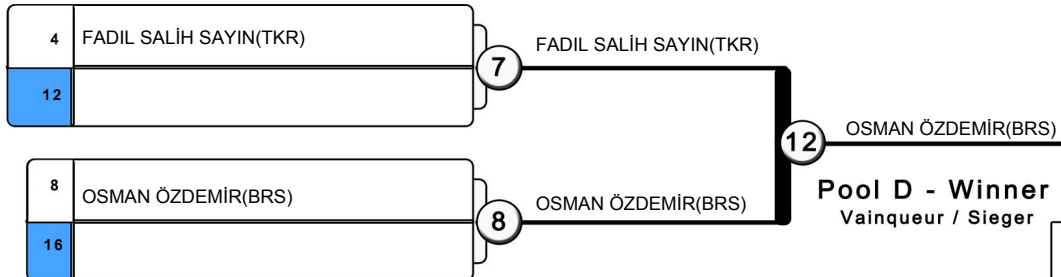 4 FADIL SALİH SAYIN(TKR)
12
7 FADIL SALİH SAYIN(TKR)
8 OSMAN ÖZDEMİR(BRS)
16
8 OSMAN ÖZDEMİR(BRS)
12 OSMAN ÖZDEMİR(BRS)
Pool D - Winner
Vainqueur / Sieger